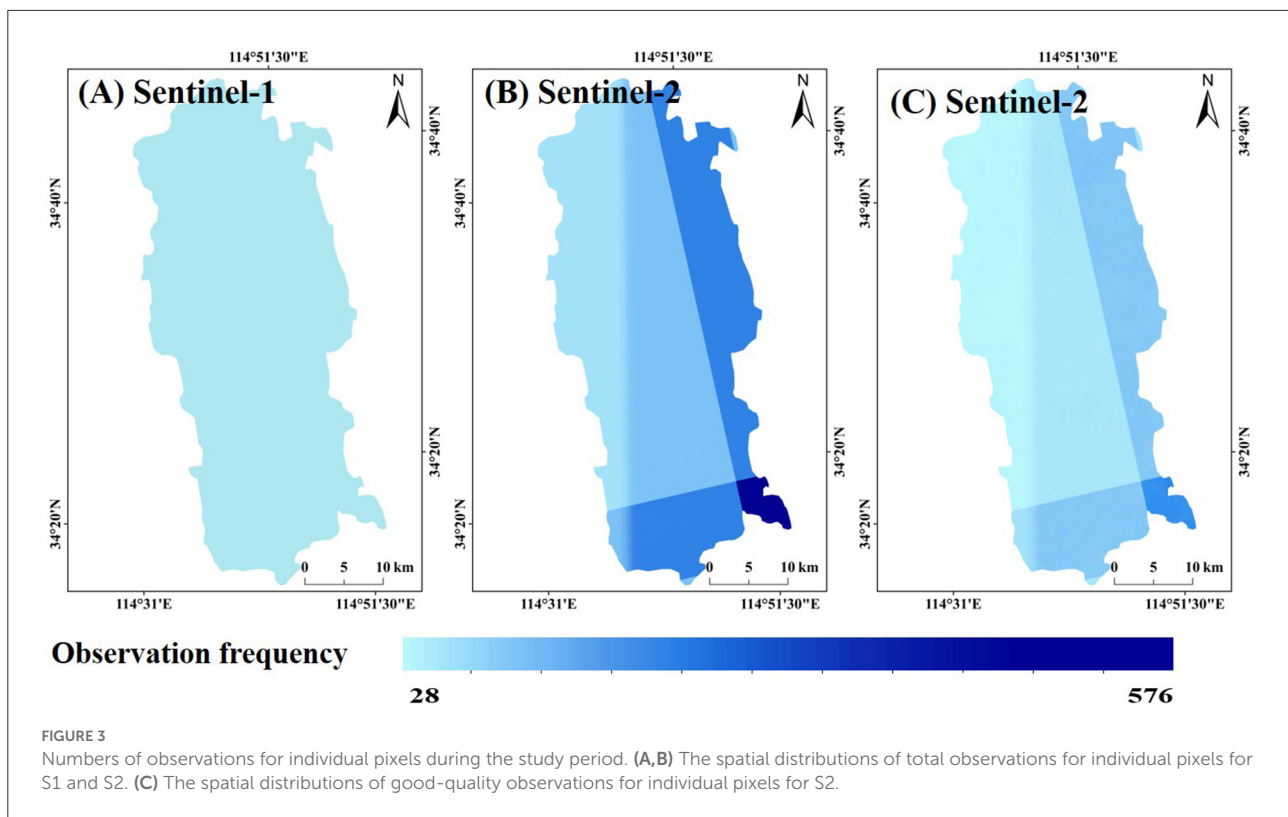 114°51'30"E
114°51'30"E
114°51'30"E
(A) Sentinel-1
N
34°40'N
34°40'N
34°20'N
34°20'N
0 5 10 km
114°31'E
114°51'30"E
(B) Sentinel-2
N
34°40'N
34°40'N
34°20'N
34°20'N
0 5 10 km
114°31'E
114°51'30"E
(C) Sentinel-2
N
34°40'N
34°40'N
34°20'N
34°20'N
0 5 10 km
114°31'E
114°51'30"E
Observation frequency
28
576
FIGURE 3
Numbers of observations for individual pixels during the study period. (A,B) The spatial distributions of total observations for individual pixels for
S1 and S2. (C) The spatial distributions of good-quality observations for individual pixels for S2.